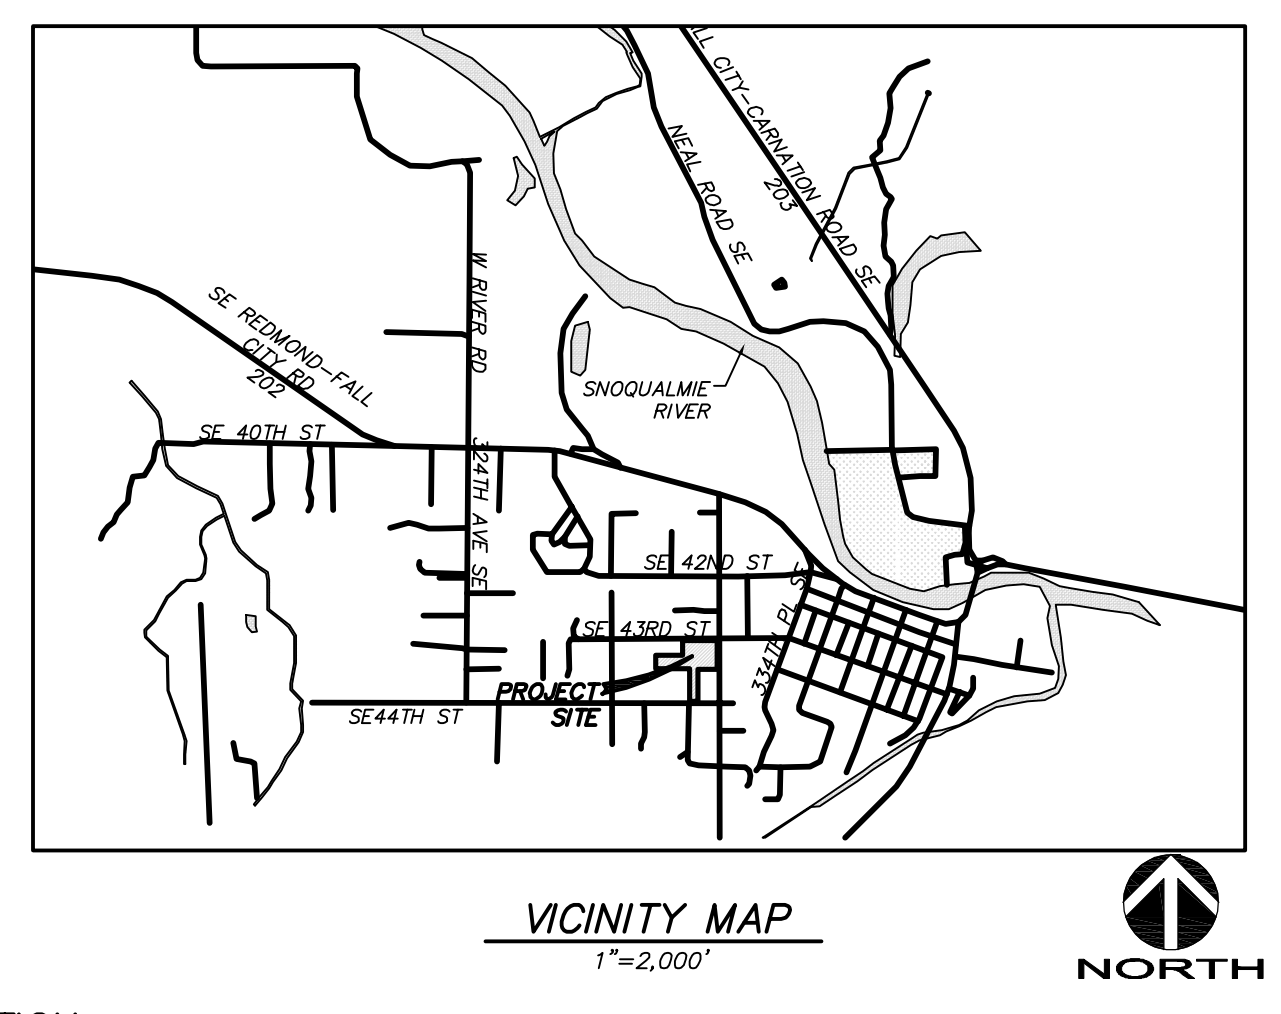 LL CITY-CARNATION ROAD SE
203
NEAL ROAD SE
W RIVER RD
SE REDMOND-FALL
CITY RD
202
SNOQUALMIE
RIVER
SE 40TH ST
324TH AVE SE
SE 42ND ST
334TH PL SE
SE 43RD ST
PROJECT
SITE
SE44TH ST
VICINITY MAP
1"=2,000'
NORTH